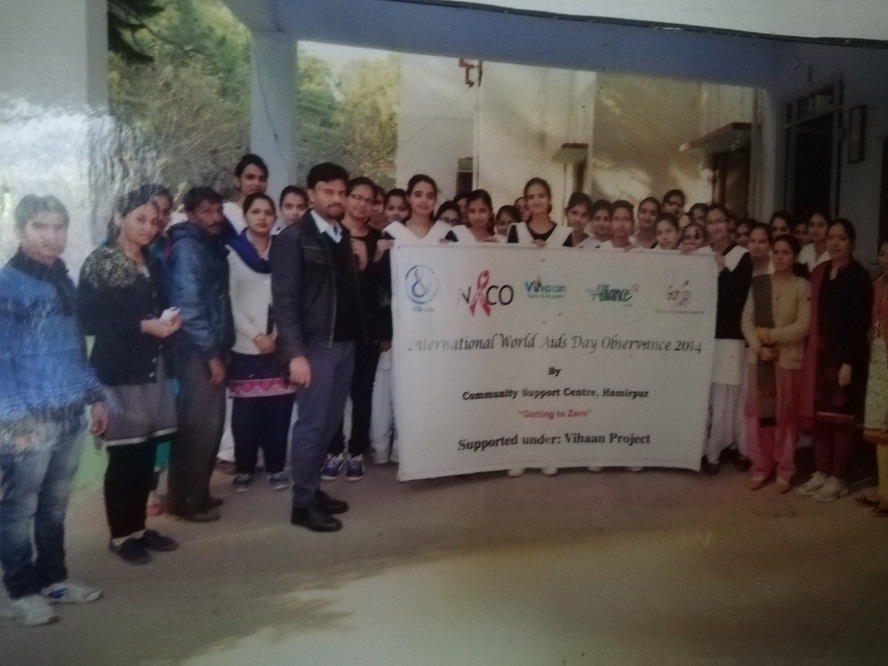 NACO
Vihaan
Alliance
International World Aids Day Observance 2014
By
Community Support Centre, Hamirpur
"Getting to Zero"
Supported under: Vihaan Project